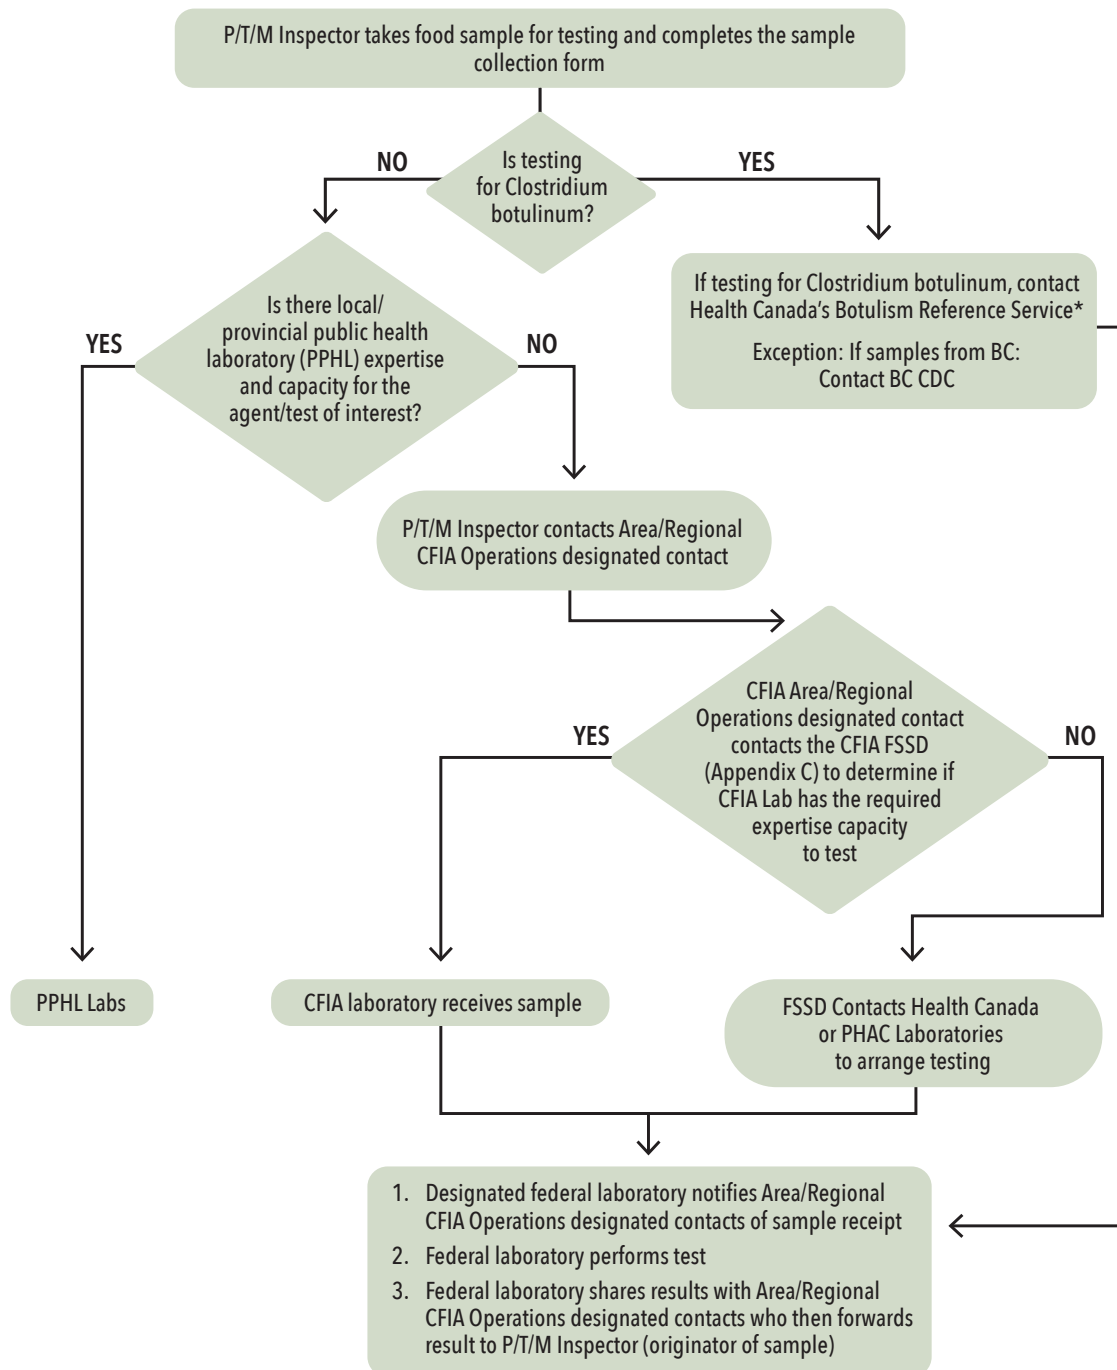 P/T/M Inspector takes food sample for testing and completes the sample
collection form
NO
Is testing
for Clostridium
botulinum?
YES
If testing for Clostridium botulinum, contact
Health Canada's Botulism Reference Service*
Exception: If samples from BC:
Contact BC CDC
YES
Is there local/
provincial public health
laboratory (PPHL) expertise
and capacity for the
agent/test of interest?
NO
P/T/M Inspector contacts Area/Regional
CFIA Operations designated contact
YES
CFIA Area/Regional
Operations designated contact
contacts the CFIA FSSD
(Appendix C) to determine if
CFIA Lab has the required
expertise capacity
to test
NO
PPHL Labs
CFIA laboratory receives sample
FSSD Contacts Health Canada
or PHAC Laboratories
to arrange testing
1. Designated federal laboratory notifies Area/Regional
CFIA Operations designated contacts of sample receipt
2. Federal laboratory performs test
3. Federal laboratory shares results with Area/Regional
CFIA Operations designated contacts who then forwards
result to P/T/M Inspector (originator of sample)